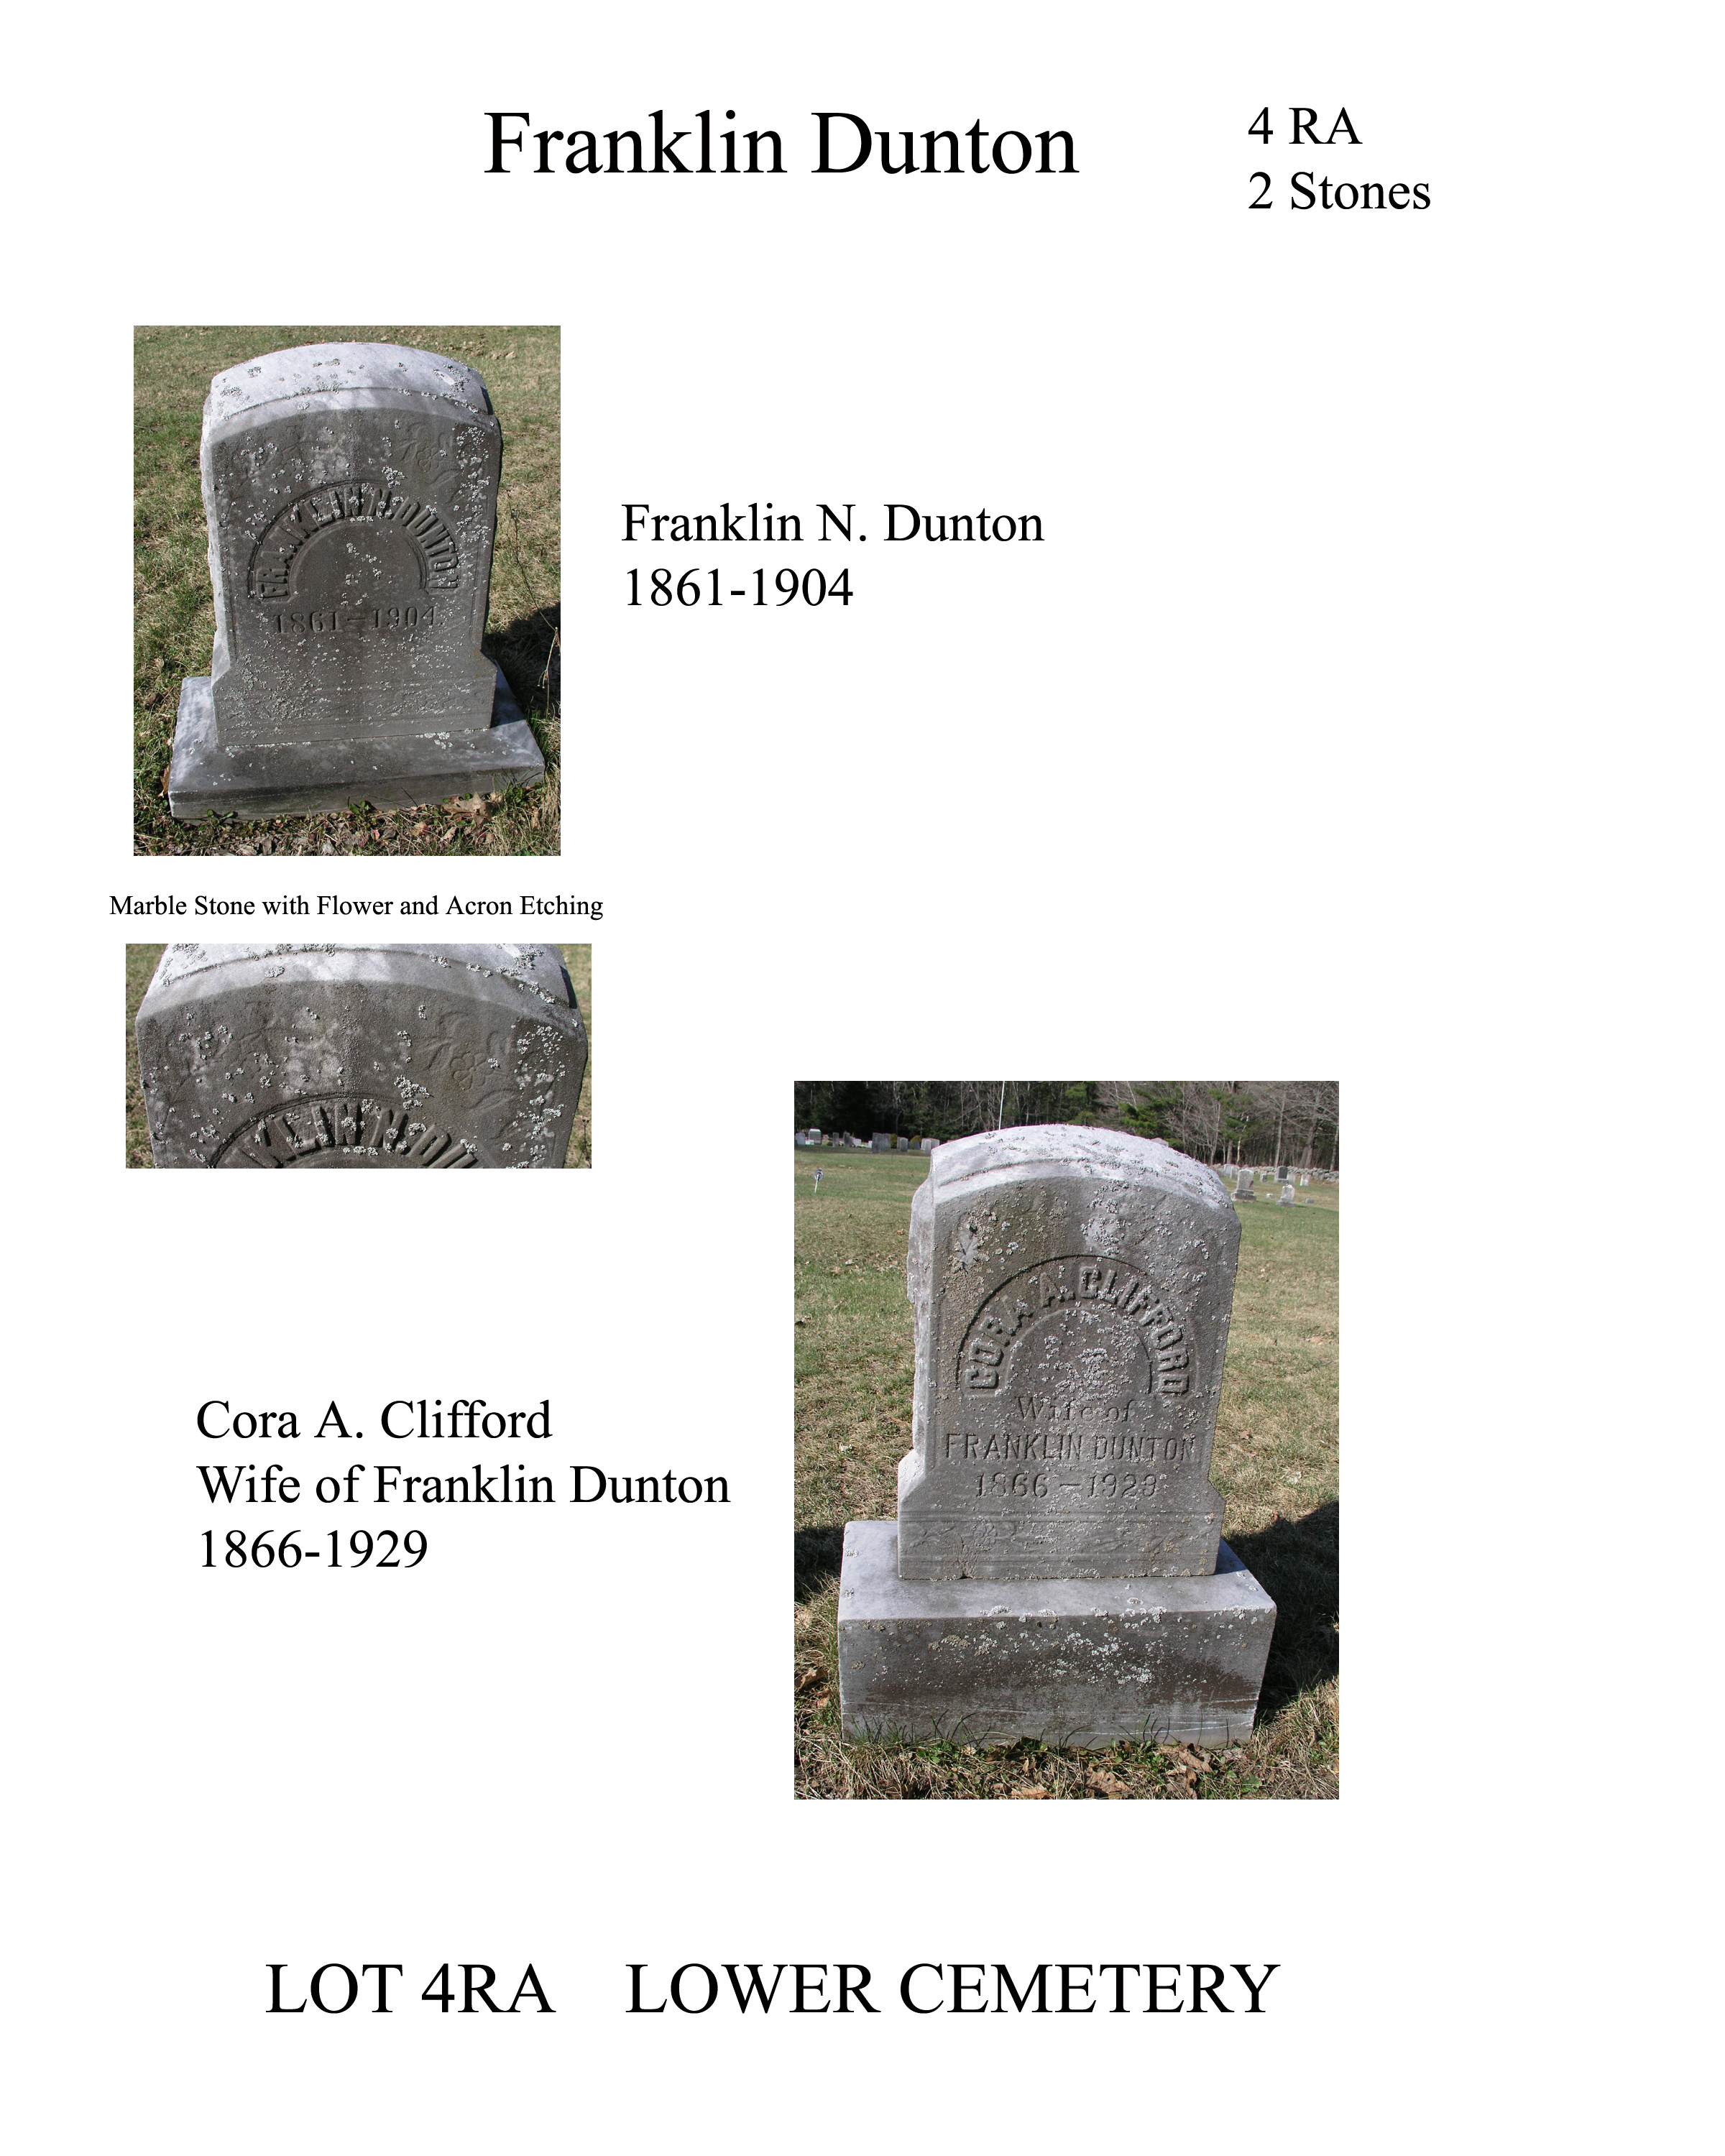 Franklin Dunton
4 RA
2 Stones
FRANKLIN N. DUNTON
1861-1904
Franklin N. Dunton
1861-1904
Marble Stone with Flower and Acron Etching
CORA A. CLIFFORD
Wife of
FRANKLIN DUNTON
1866-1929
Cora A. Clifford
Wife of Franklin Dunton
1866-1929
LOT 4RA LOWER CEMETERY